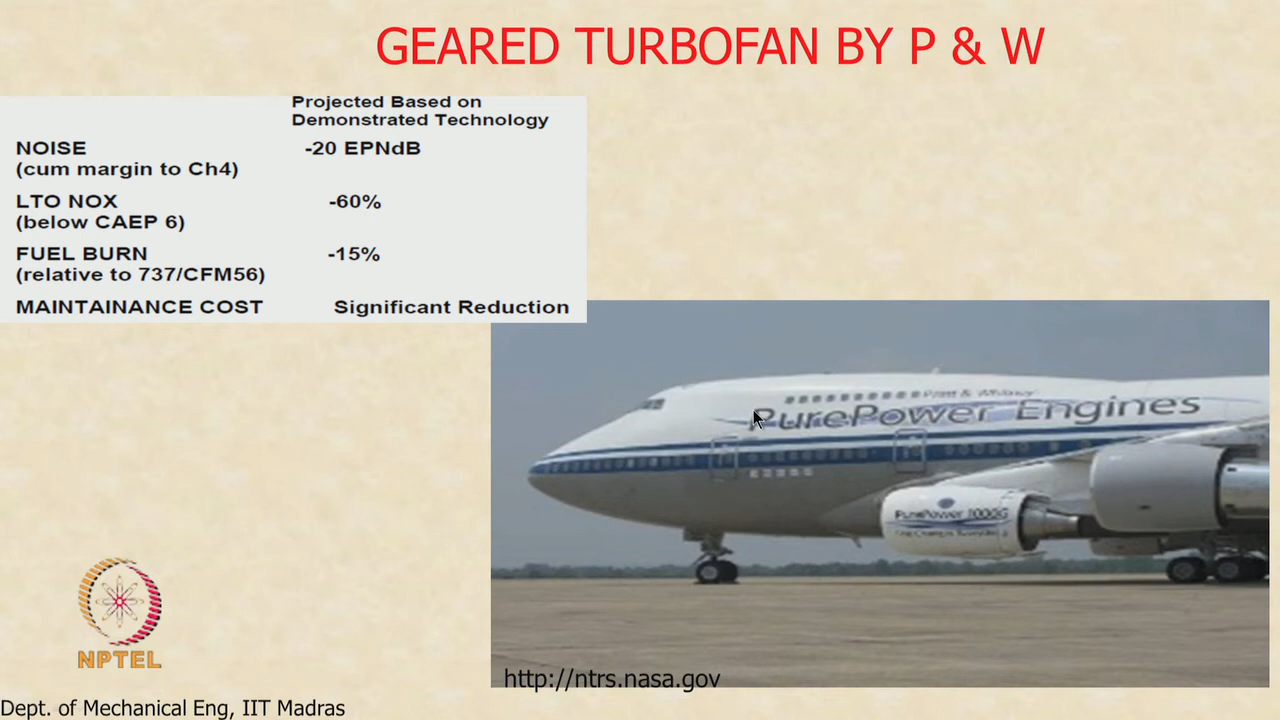 GEARED TURBOFAN BY P & W
Projected Based on
Demonstrated Technology
NOISE -20 EPNdB
(cum margin to Ch4)
LTO NOX -60%
(below CAEP 6)
FUEL BURN -15%
(relative to 737/CFM56)
MAINTAINANCE COST Significant Reduction
Pratt & Whitney
PurePower Engines
PurePower 1000G
http://ntrs.nasa.gov
NPTEL
Dept. of Mechanical Eng, IIT Madras